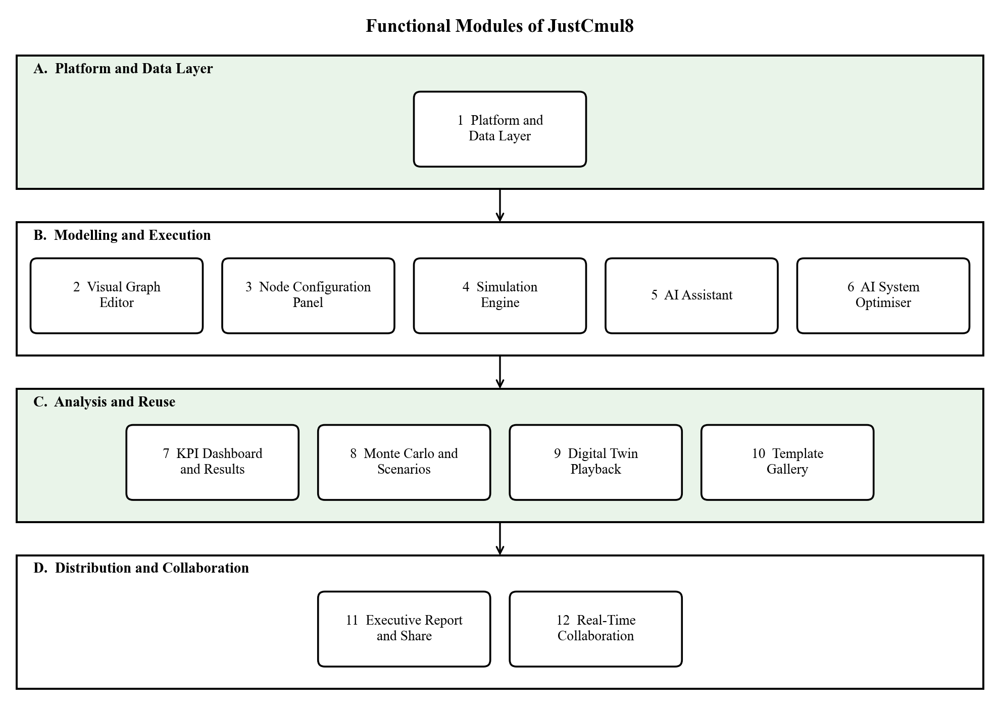 Functional Modules of JustCmul8
A. Platform and Data Layer
1 Platform and
Data Layer
B. Modelling and Execution
2 Visual Graph
Editor
3 Node Configuration
Panel
4 Simulation
Engine
5 AI Assistant
6 AI System
Optimiser
C. Analysis and Reuse
7 KPI Dashboard
and Results
8 Monte Carlo and
Scenarios
9 Digital Twin
Playback
10 Template
Gallery
D. Distribution and Collaboration
11 Executive Report
and Share
12 Real-Time
Collaboration